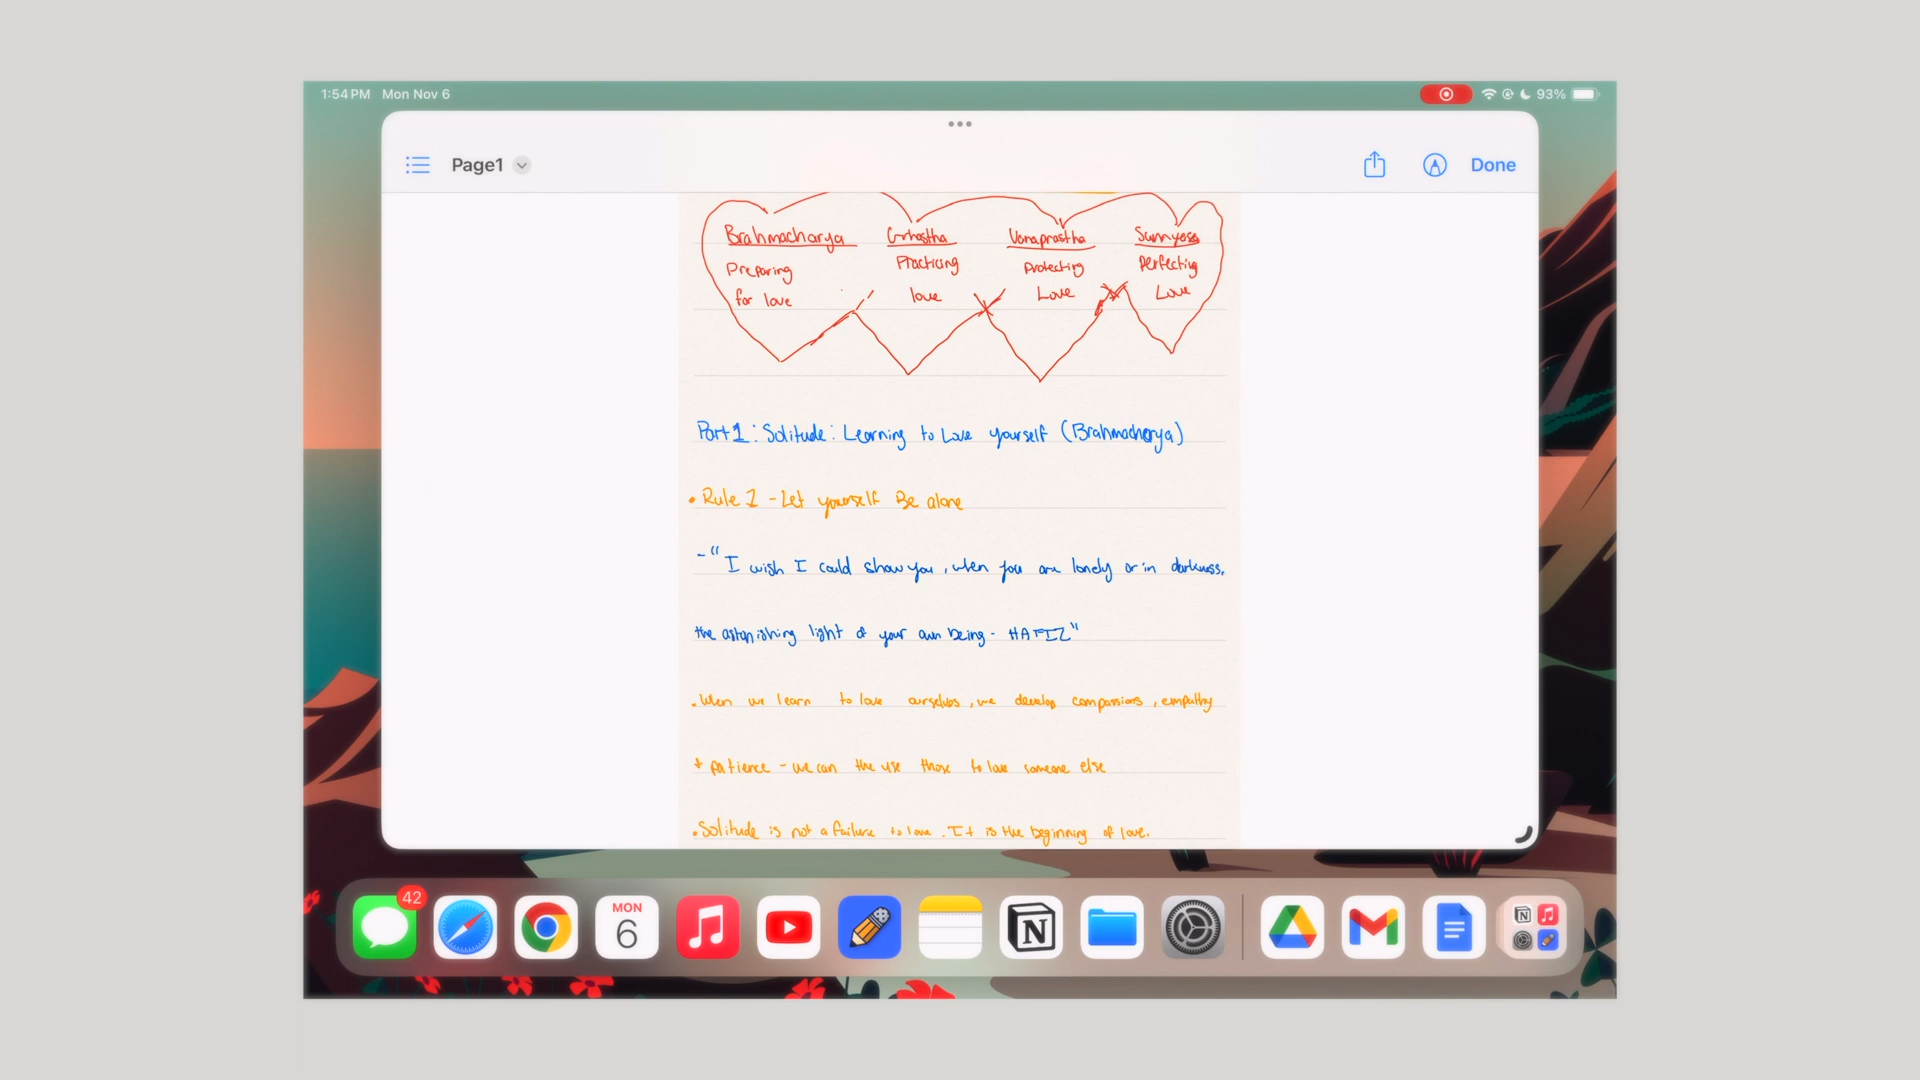 1:54 PM Mon Nov 6
93%
Page1
Done
Brahmacharya Grhastha Vanaprastha Sannyasa
Preparing Practicing Protecting Perfecting
for love love Love Love
Part 1 : Solitude : Learning to Love yourself (Brahmacharya)
• Rule 1 - Let yourself Be alone
- " I wish I could show you , when you are lonely or in darkness,
the astonishing light of your own being - HAFIZ"
• When we learn to love ourselves , we develop compassions , empathy
+ patience - we can the use those to love someone else
• Solitude is not a failure to love . It is the beginning of love.
42
MON
6
N
N